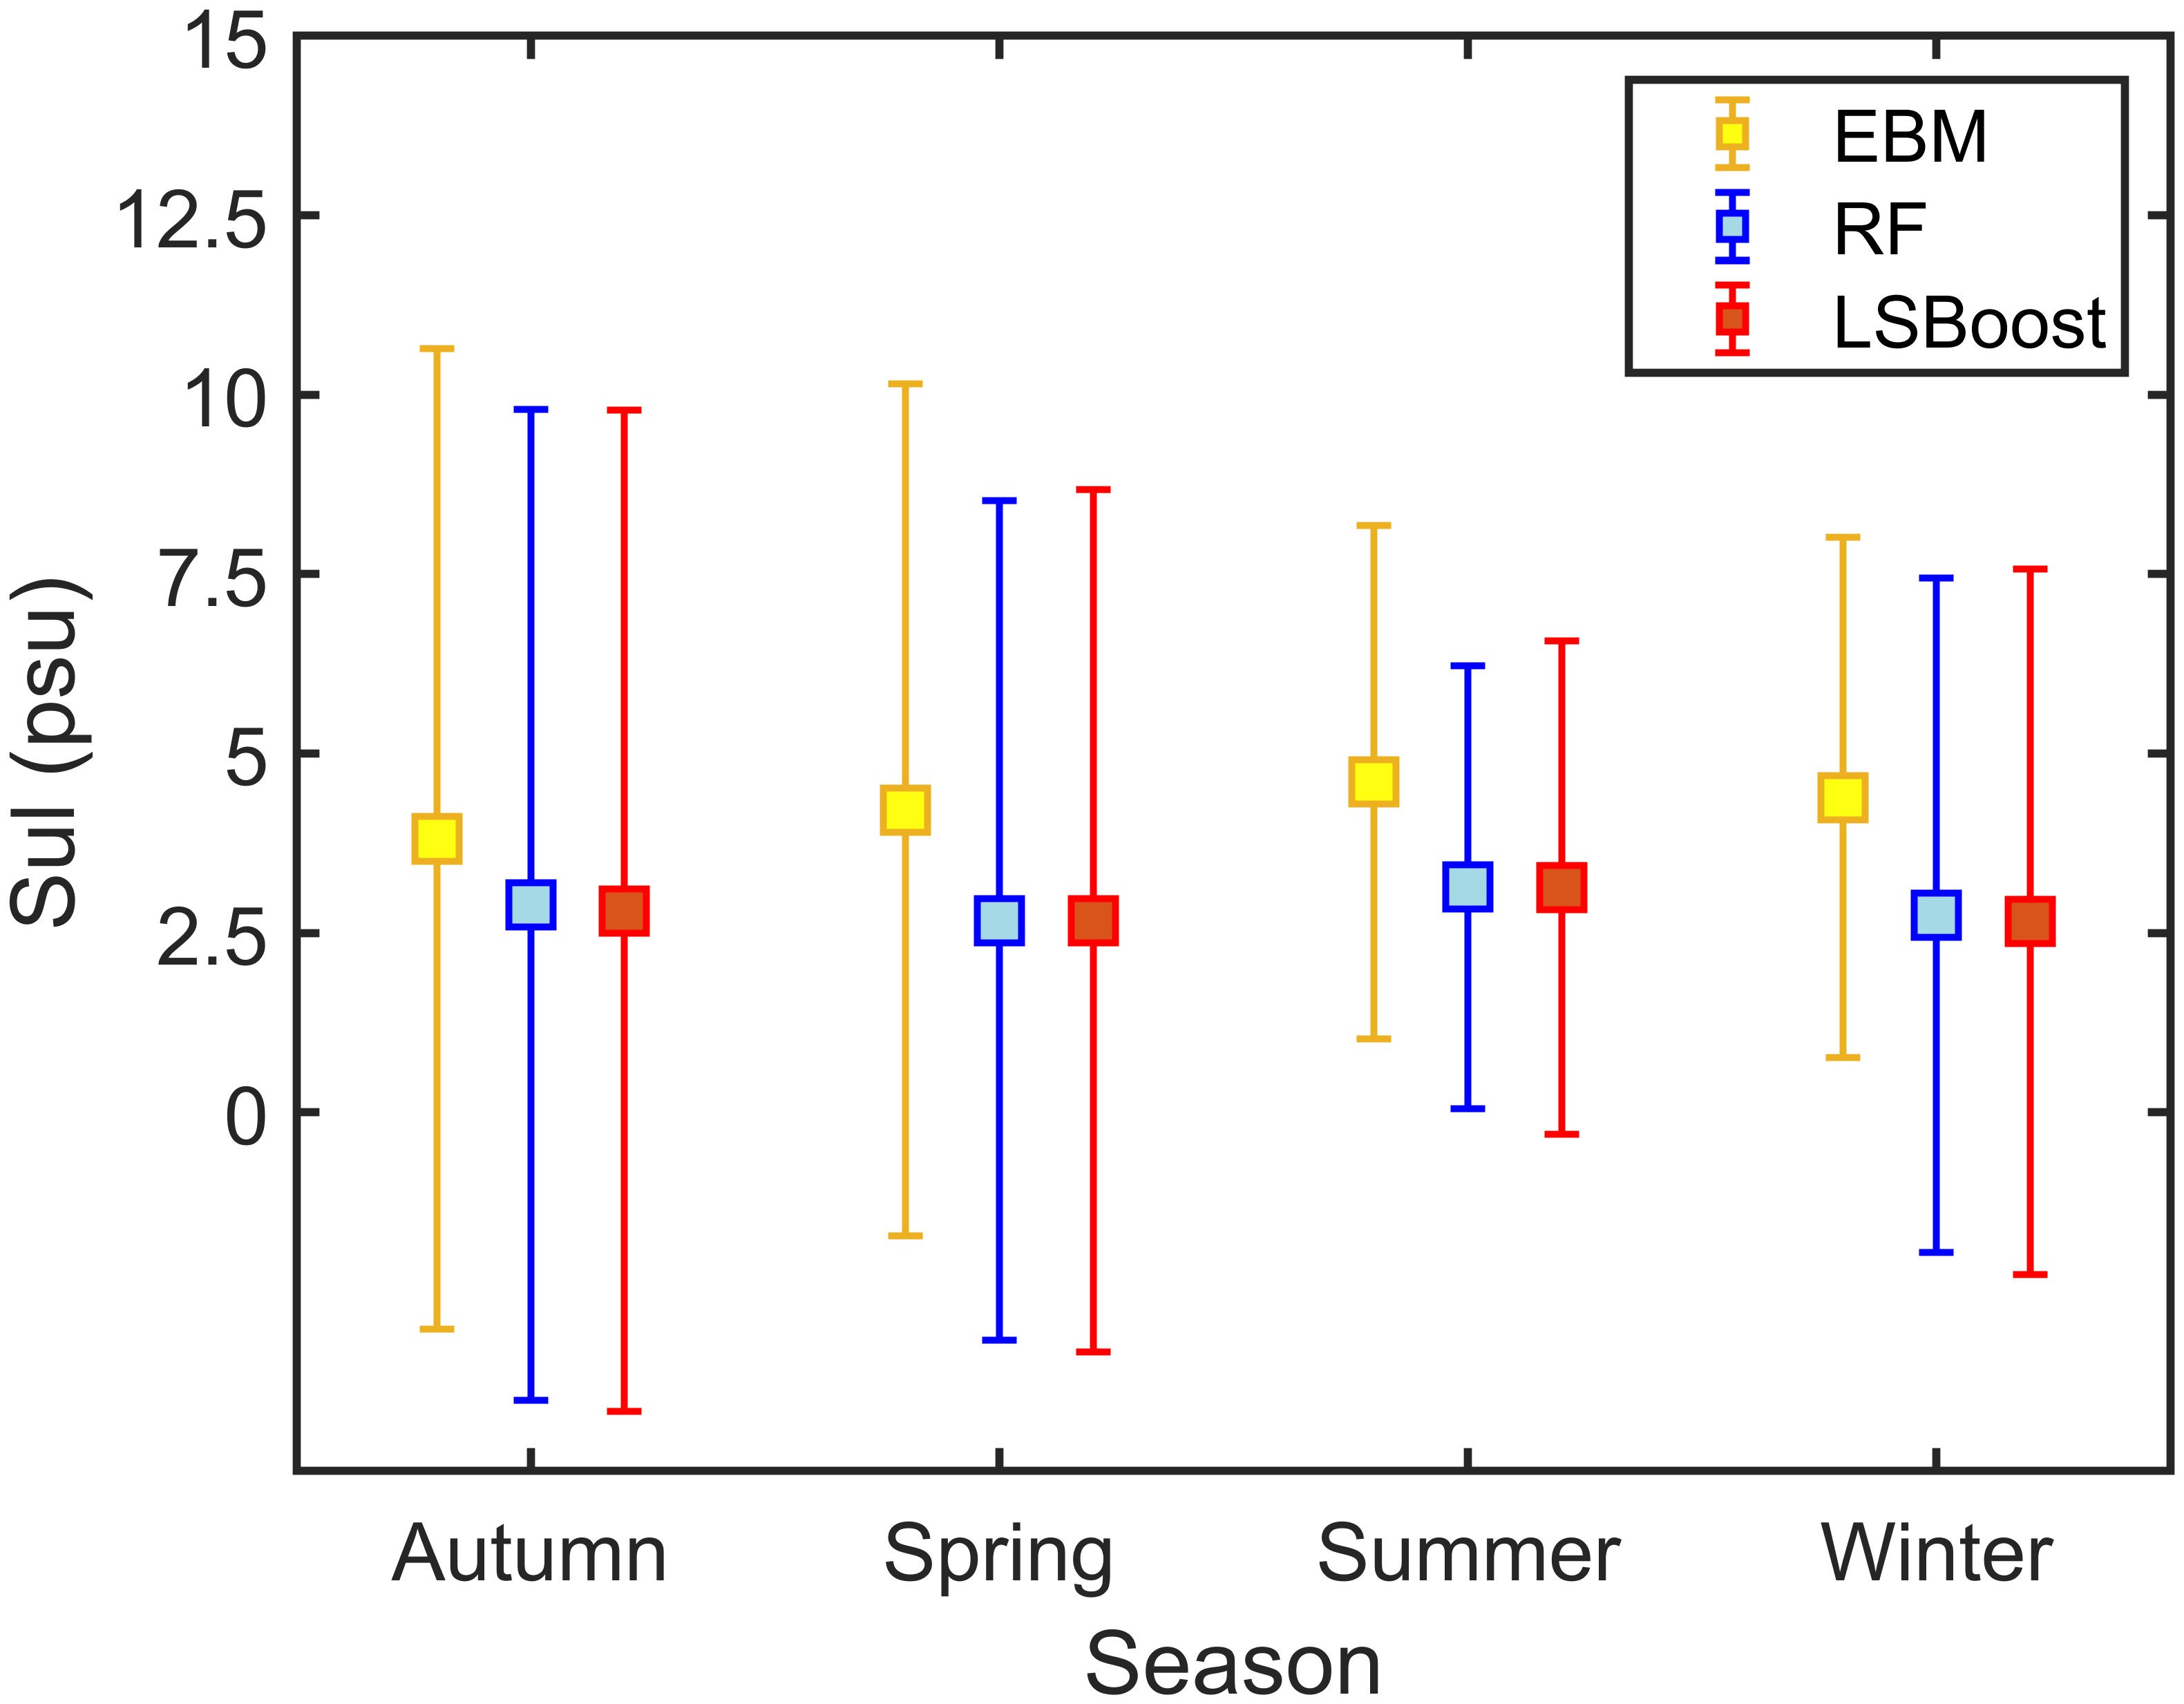 15
12.5
10
7.5
5
2.5
0
Sul (psu)
EBM
RF
LSBoost
Autumn Spring Summer Winter
Season